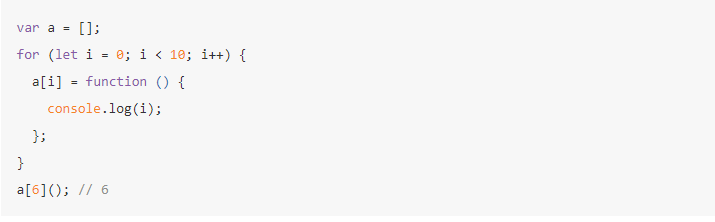 var a = [];
for (let i = 0; i < 10; i++) {
  a[i] = function () {
    console.log(i);
  };
}
a[6](); // 6